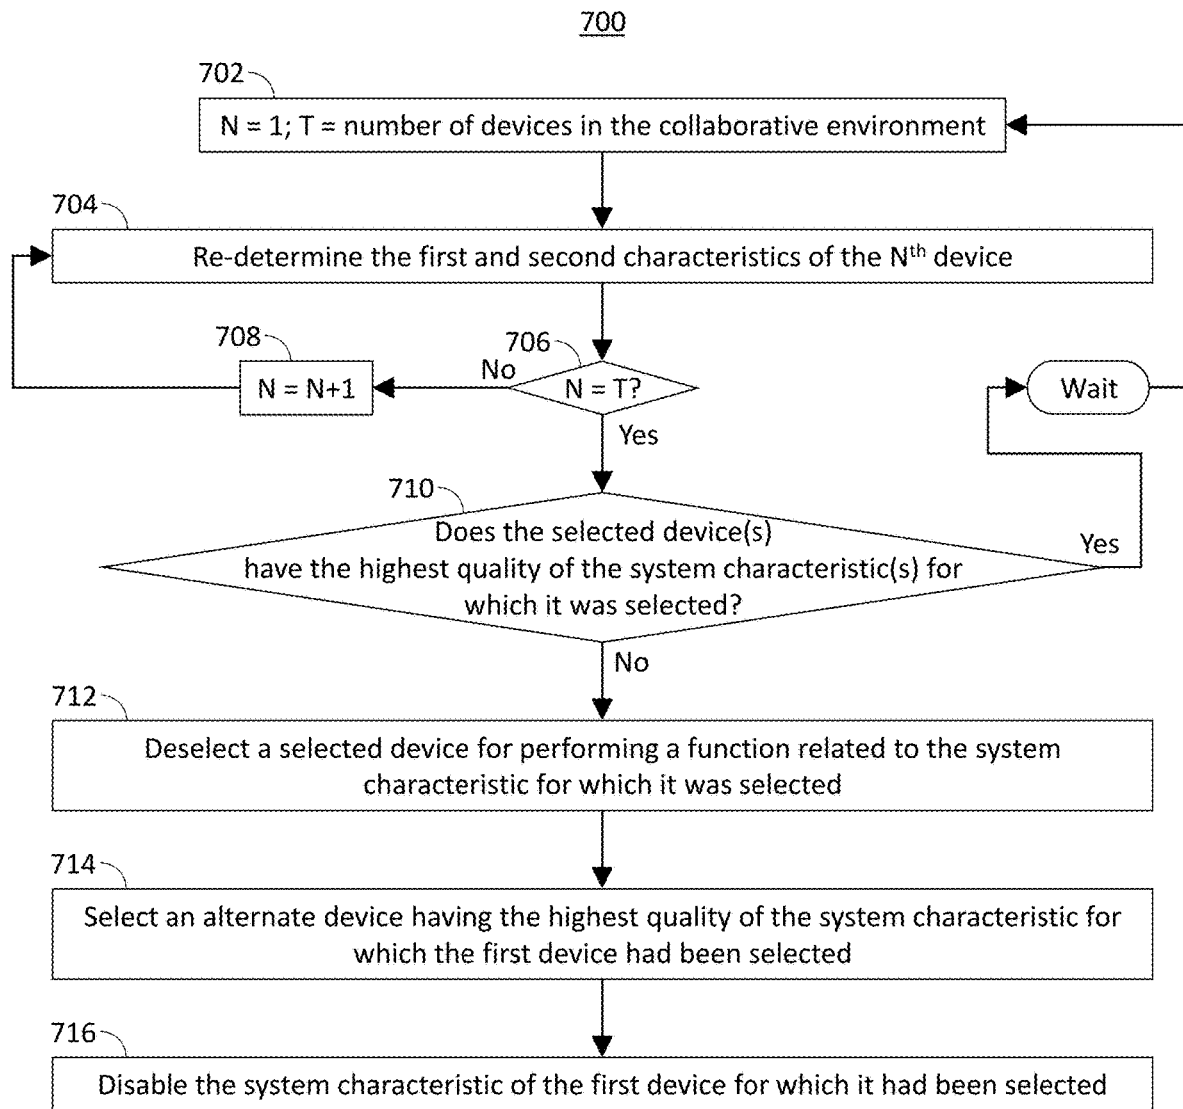 700
702
N = 1; T = number of devices in the collaborative environment
704
Re-determine the first and second characteristics of the Nth device
708
706
No
N = N+1
N = T?
Wait
Yes
710
Does the selected device(s)
Yes
have the highest quality of the system characteristic(s) for
which it was selected?
No
712
Deselect a selected device for performing a function related to the system
characteristic for which it was selected
714
Select an alternate device having the highest quality of the system characteristic for
which the first device had been selected
716
Disable the system characteristic of the first device for which it had been selected